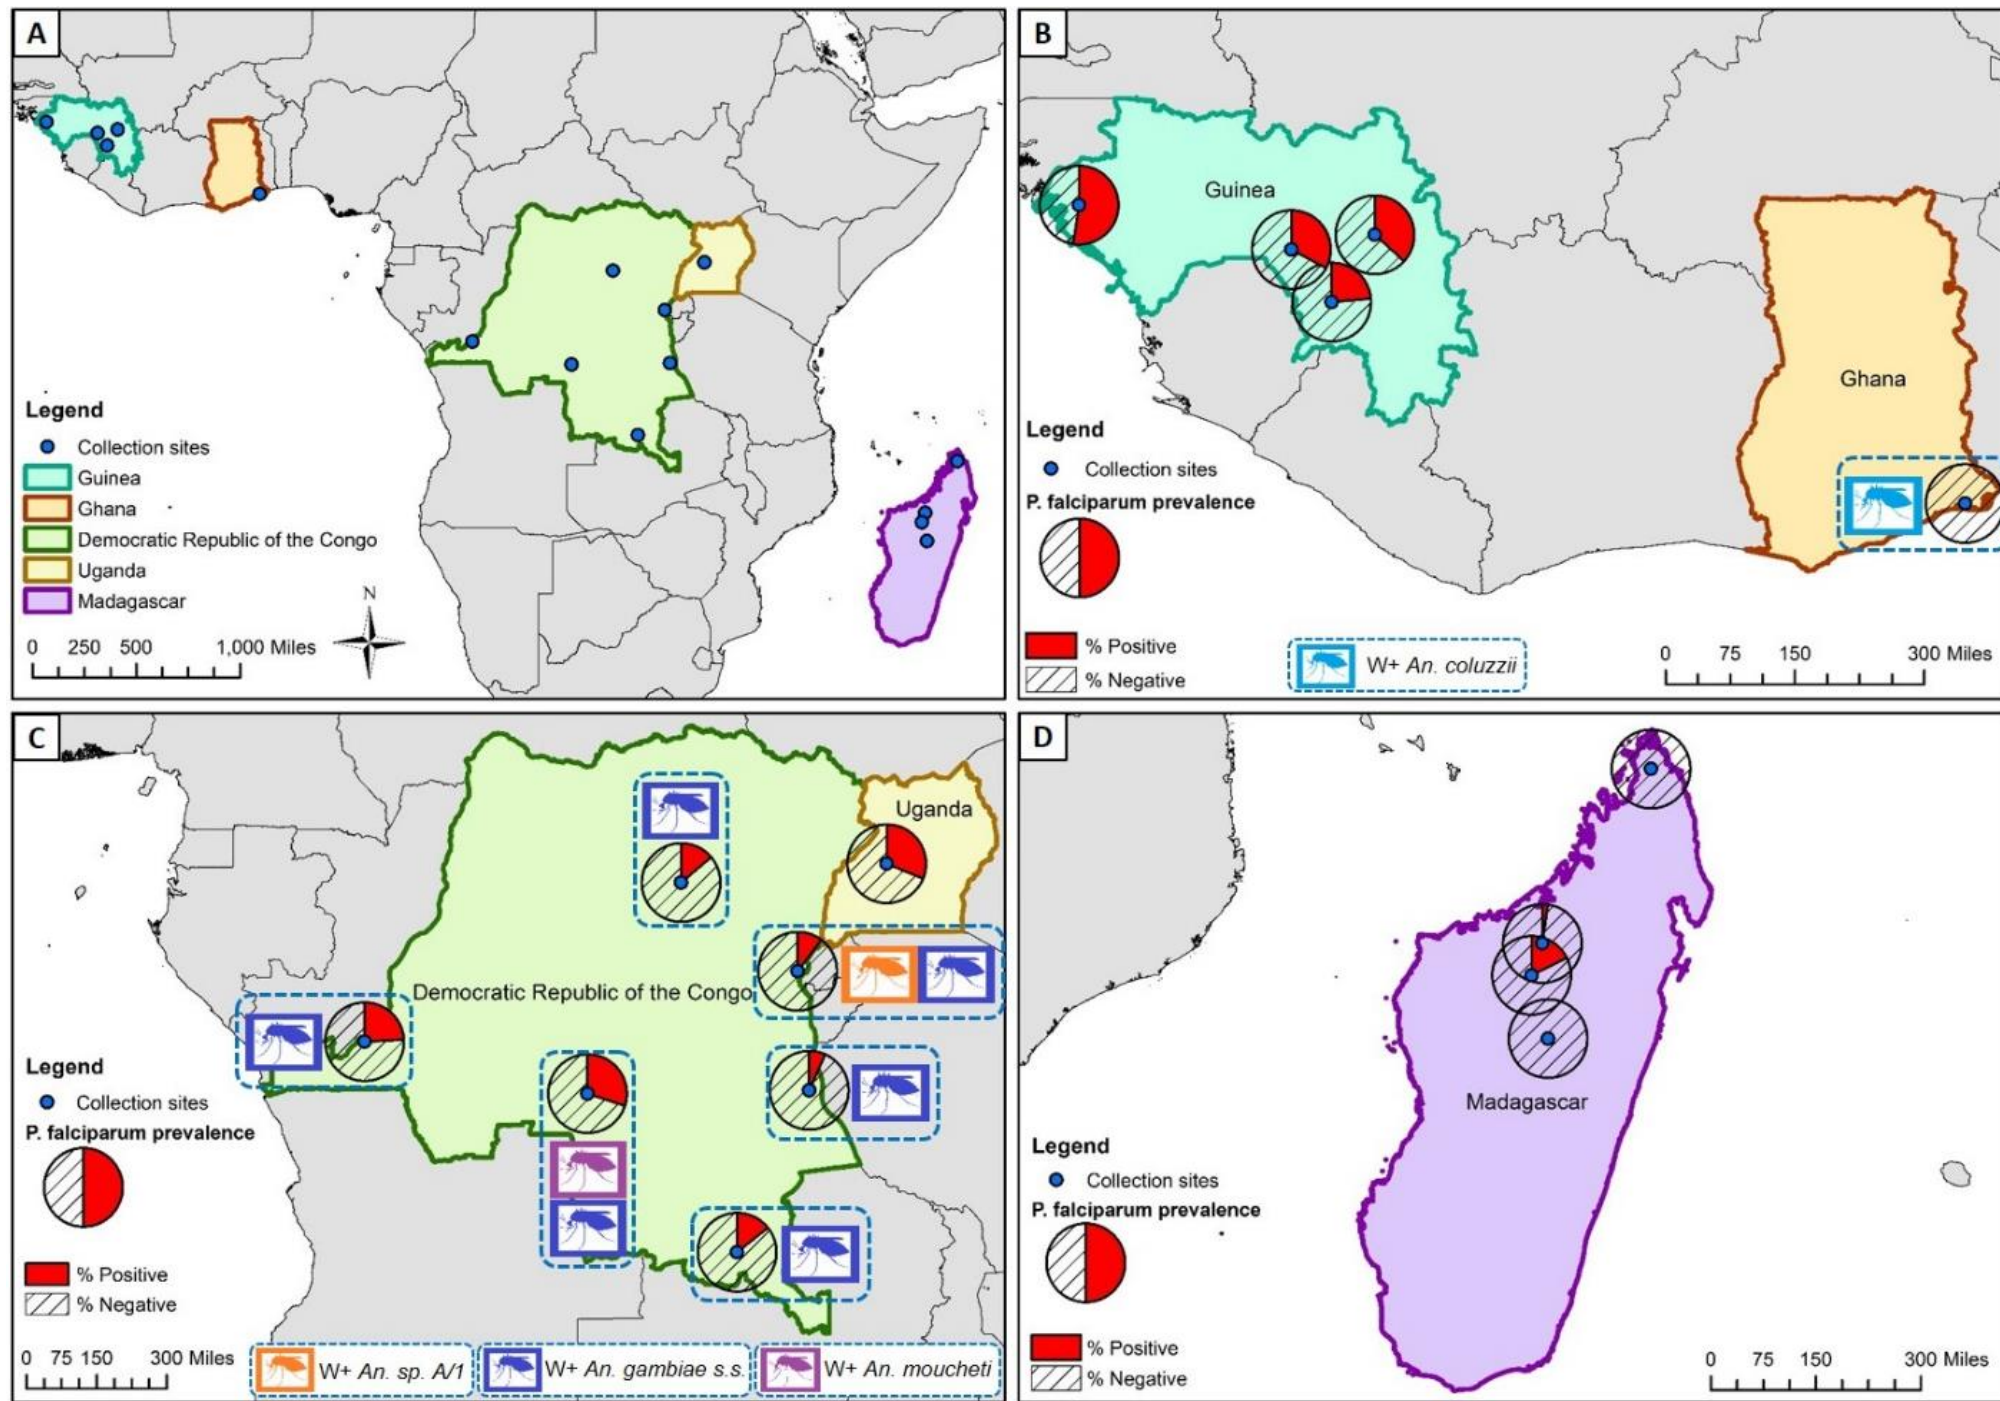 A
Legend
Collection sites
Guinea
Ghana
Democratic Republic of the Congo
Uganda
Madagascar
N
0 250 500 1,000 Miles
B
Guinea
Ghana
Legend
Collection sites
P. falciparum prevalence
% Positive
% Negative
W+ An. coluzzii
0 75 150 300 Miles
C
Uganda
Democratic Republic of the Congo
Legend
Collection sites
P. falciparum prevalence
% Positive
% Negative
0 75 150 300 Miles
W+ An. sp. A/1
W+ An. gambiae s.s.
W+ An. moucheti
D
Madagascar
Legend
Collection sites
P. falciparum prevalence
% Positive
% Negative
0 75 150 300 Miles